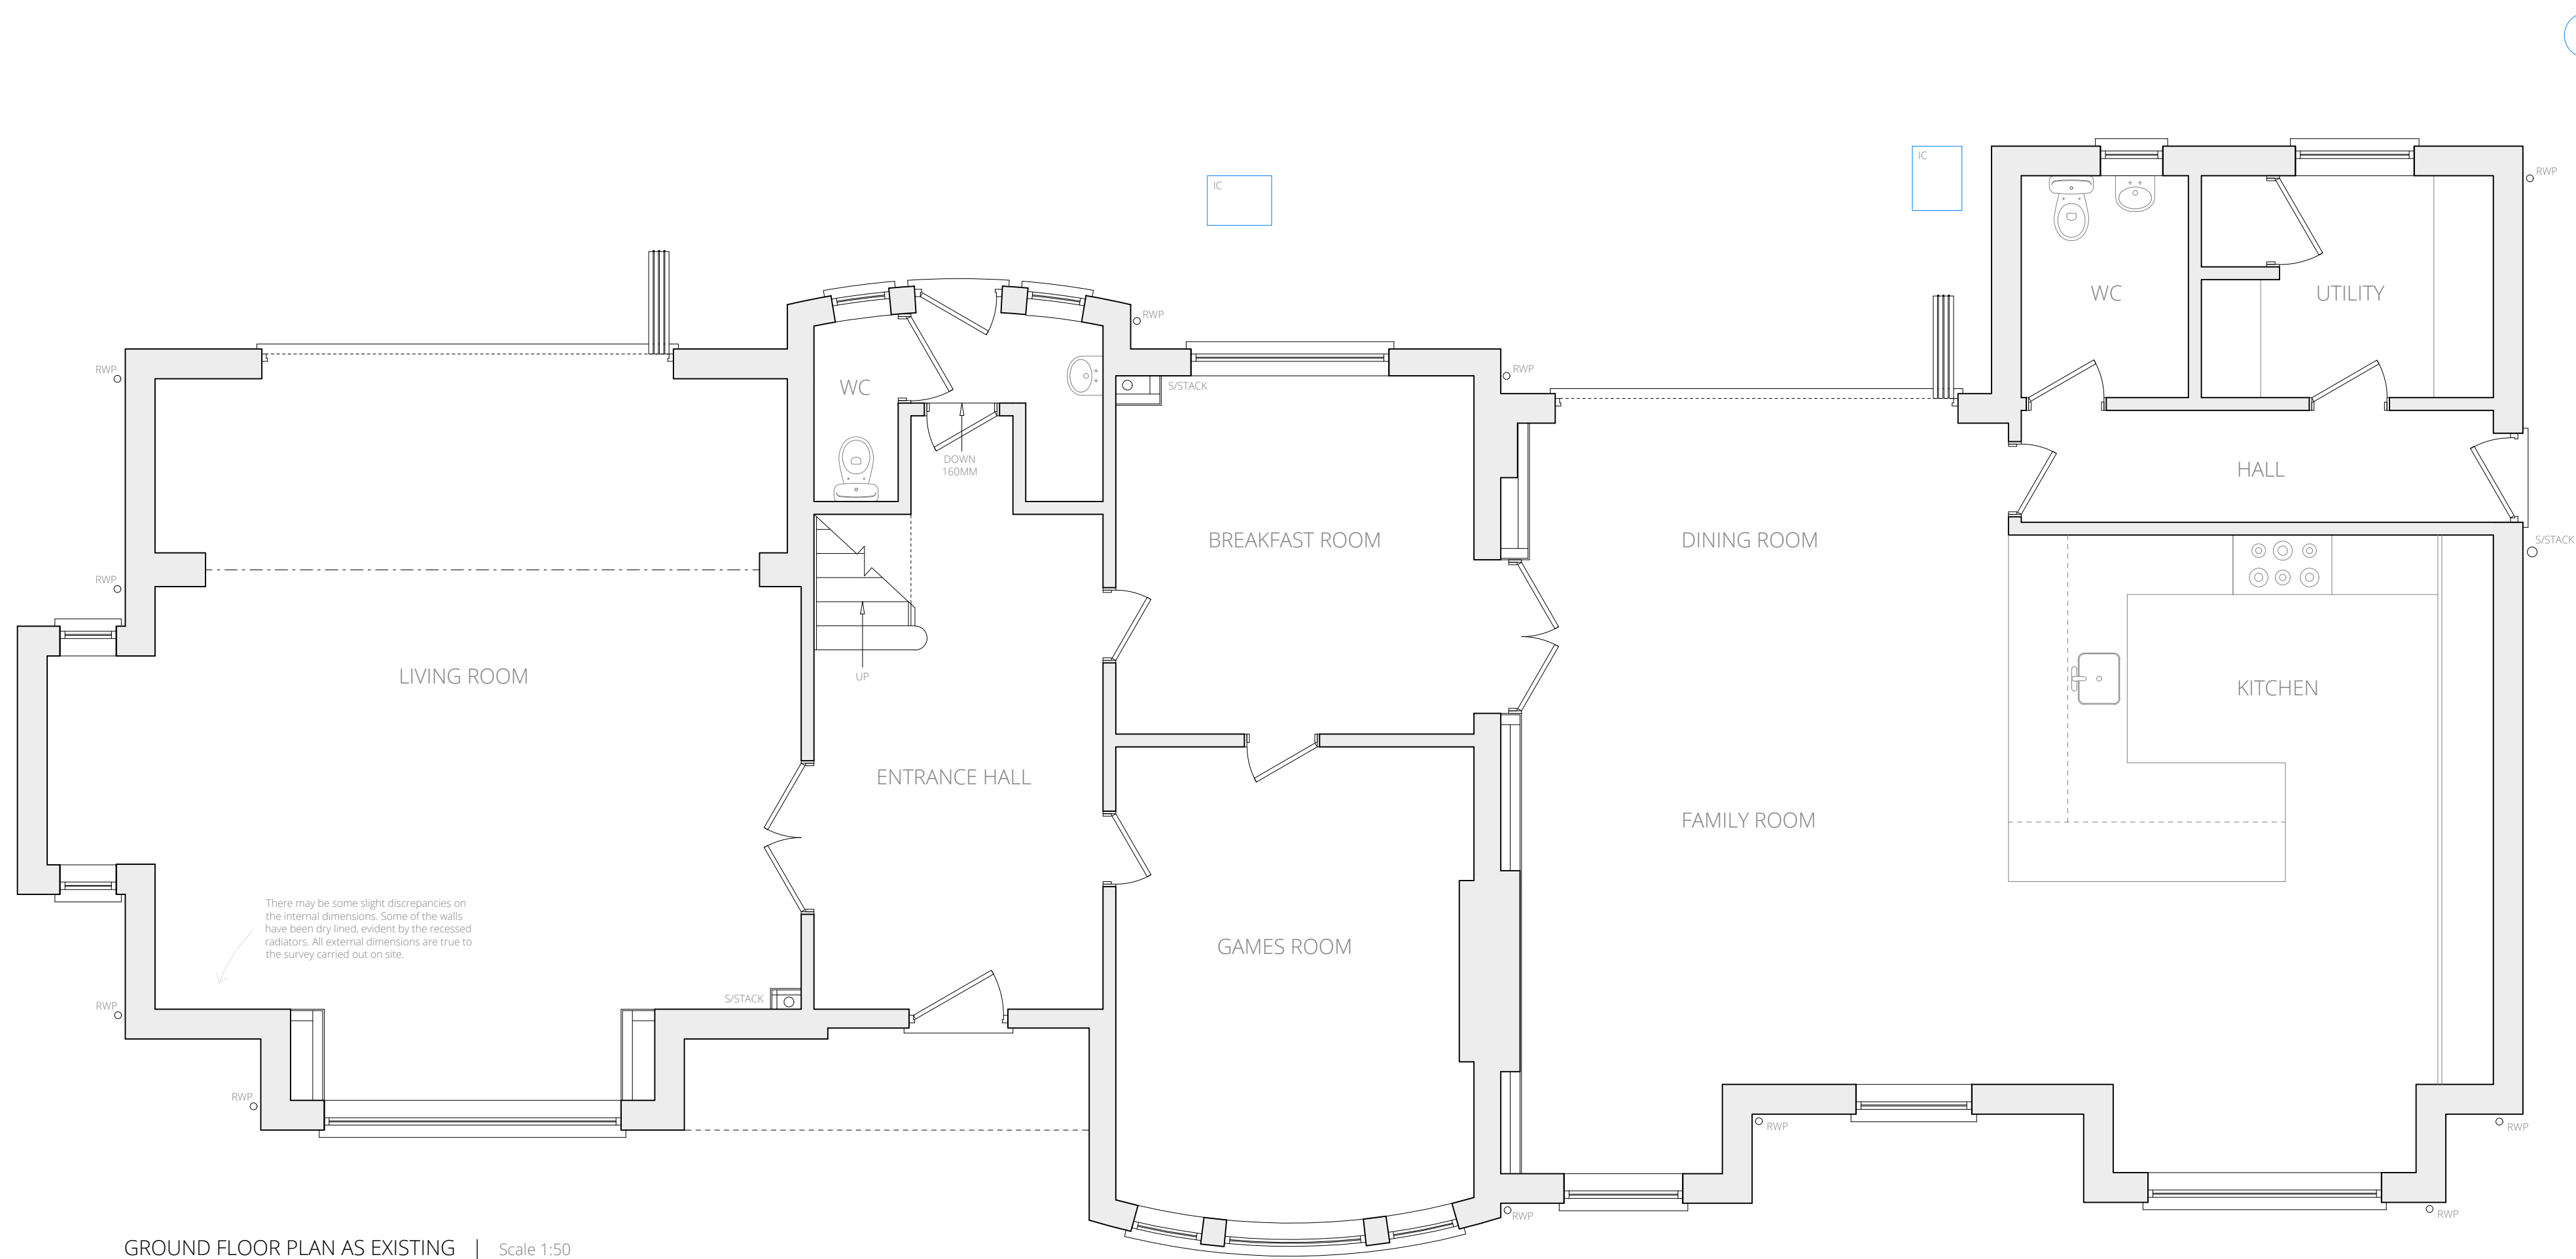 IC
IC
RWP
WC
UTILITY
RWP
RWP
RWP
RWP
S/STACK
WC
DOWN
160MM
HALL
BREAKFAST ROOM
DINING ROOM
S/STACK
RWP
UP
LIVING ROOM
KITCHEN
ENTRANCE HALL
FAMILY ROOM
There may be some slight discrepancies on
the internal dimensions. Some of the walls
have been dry lined, evident by the recessed
radiators. All external dimensions are true to
the survey carried out on site.
GAMES ROOM
S/STACK
RWP
RWP
RWP
RWP
RWP
RWP
GROUND FLOOR PLAN AS EXISTING | Scale 1:50